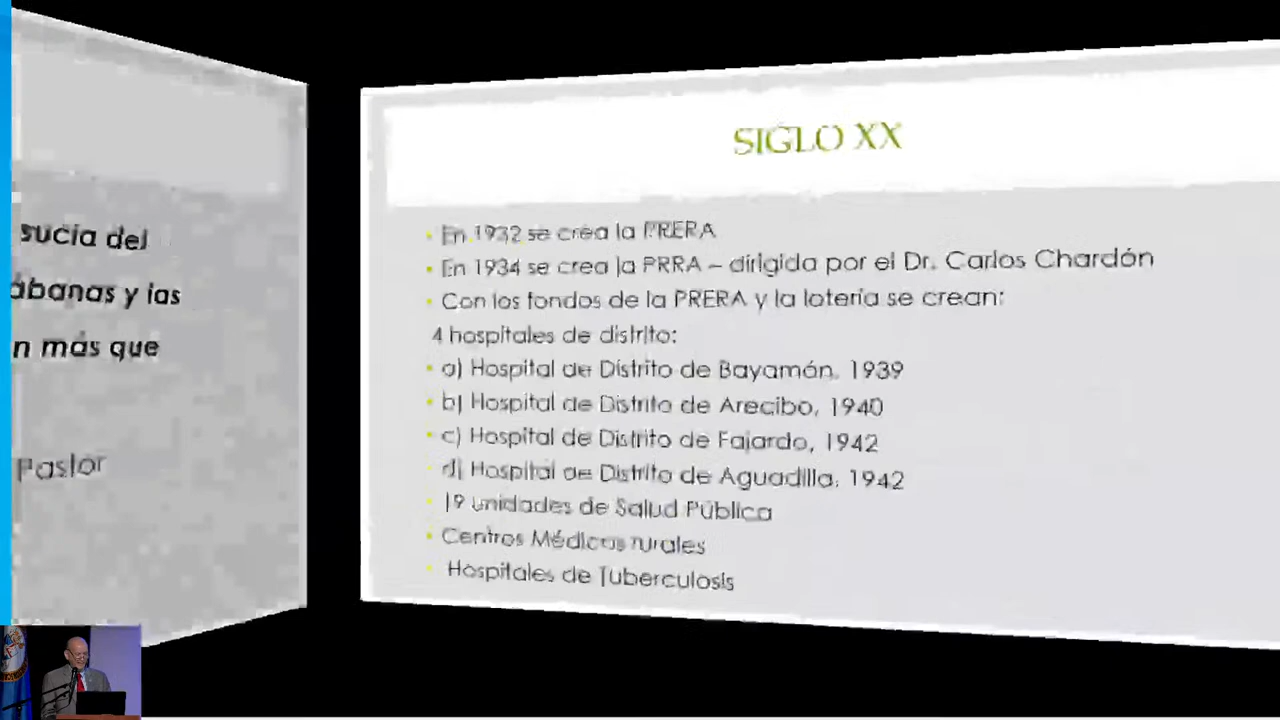 sucia del
ábanas y las
n más que
Pastor
SIGLO XX
En 1932 se crea la PRERA
En 1934 se crea la PRRA – dirigida por el Dr. Carlos Chardón
Con los fondos de la PRERA y la lotería se crean:
4 hospitales de distrito:
a) Hospital de Distrito de Bayamón, 1939
b) Hospital de Distrito de Arecibo, 1940
c) Hospital de Distrito de Fajardo, 1942
d) Hospital de Distrito de Aguadilla, 1942
19 unidades de Salud Pública
Centros Médicos rurales
Hospitales de Tuberculosis